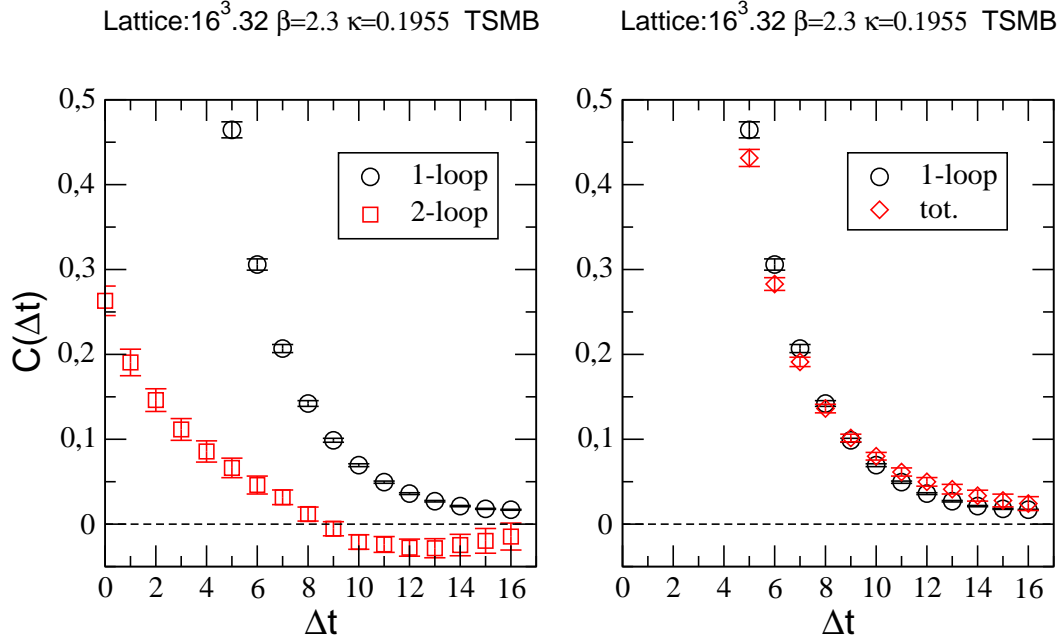 Lattice:16³.32 β=2.3 κ=0.1955 TSMB
Lattice:16³.32 β=2.3 κ=0.1955 TSMB
C(Δt)
0,5
0,4
0,3
0,2
0,1
0
1-loop
2-loop
0 2 4 6 8 10 12 14 16
Δt
0,5
0,4
0,3
0,2
0,1
0
1-loop
tot.
0 2 4 6 8 10 12 14 16
Δt